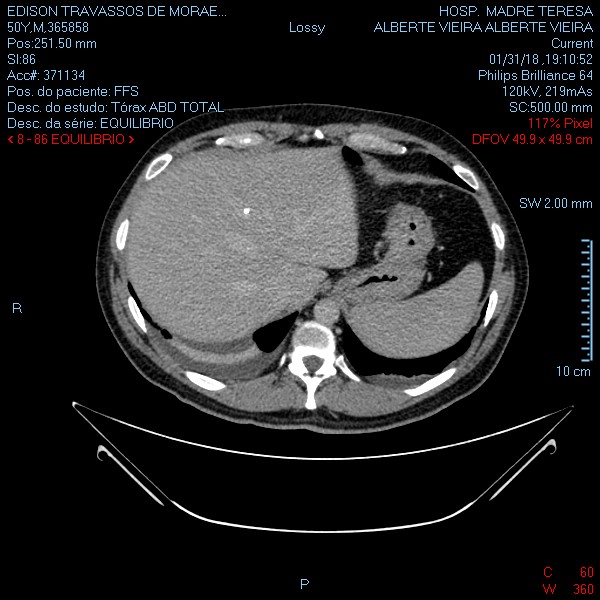 EDISON TRAVASSOS DE MORAE...
50Y,M,365858
Pos:251.50 mm
SI:86
Acc#: 371134
Pos. do paciente: FFS
Desc. do estudo: Tórax ABD TOTAL
Desc. da série: EQUILIBRIO
< 8 - 86 EQUILIBRIO >
Lossy
HOSP. MADRE TERESA
ALBERTE VIEIRA ALBERTE VIEIRA
Current
01/31/18 ,19:10:52
Philips Brilliance 64
120kV, 219mAs
SC:500.00 mm
117% Pixel
DFOV 49.9 x 49.9 cm
SW 2.00 mm
R
10 cm
P
C 60
W 360